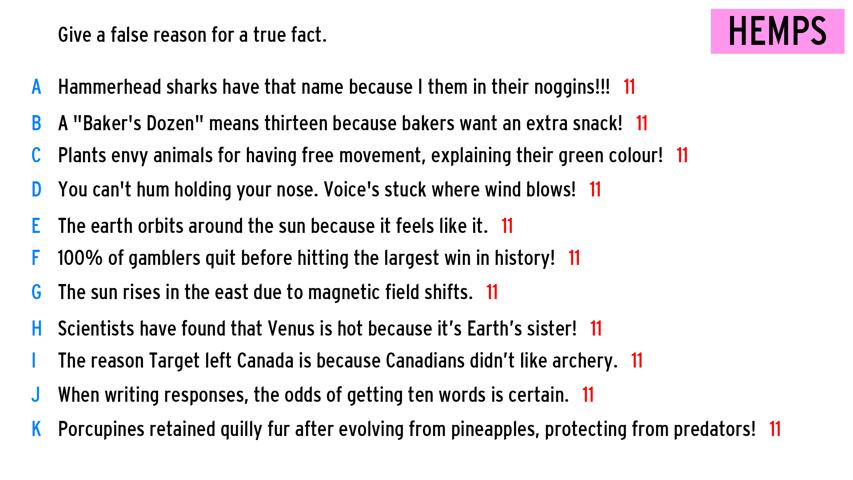 Give a false reason for a true fact.
HEMPS
A Hammerhead sharks have that name because I them in their noggins!!! 11
B A "Baker's Dozen" means thirteen because bakers want an extra snack! 11
C Plants envy animals for having free movement, explaining their green colour! 11
D You can't hum holding your nose. Voice's stuck where wind blows! 11
E The earth orbits around the sun because it feels like it. 11
F 100% of gamblers quit before hitting the largest win in history! 11
G The sun rises in the east due to magnetic field shifts. 11
H Scientists have found that Venus is hot because it’s Earth’s sister! 11
I The reason Target left Canada is because Canadians didn’t like archery. 11
J When writing responses, the odds of getting ten words is certain. 11
K Porcupines retained quilly fur after evolving from pineapples, protecting from predators! 11